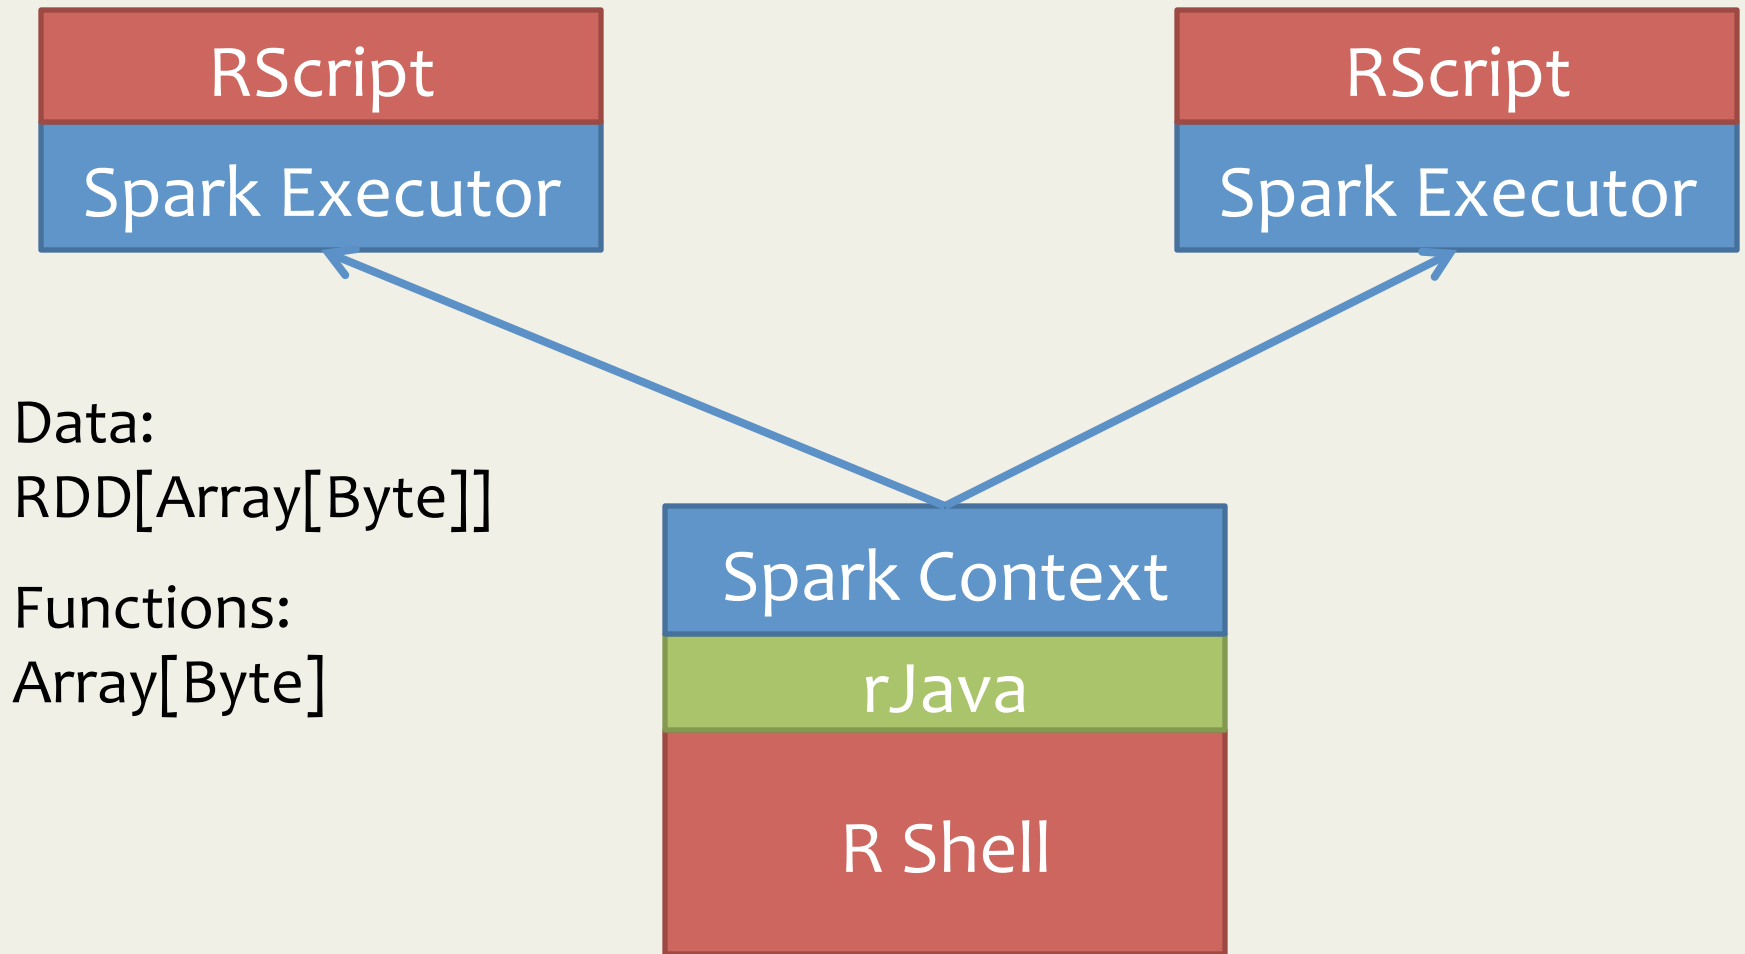 RScript
Spark Executor
RScript
Spark Executor
Data:
RDD[Array[Byte]]
Functions:
Array[Byte]
Spark Context
rJava
R Shell